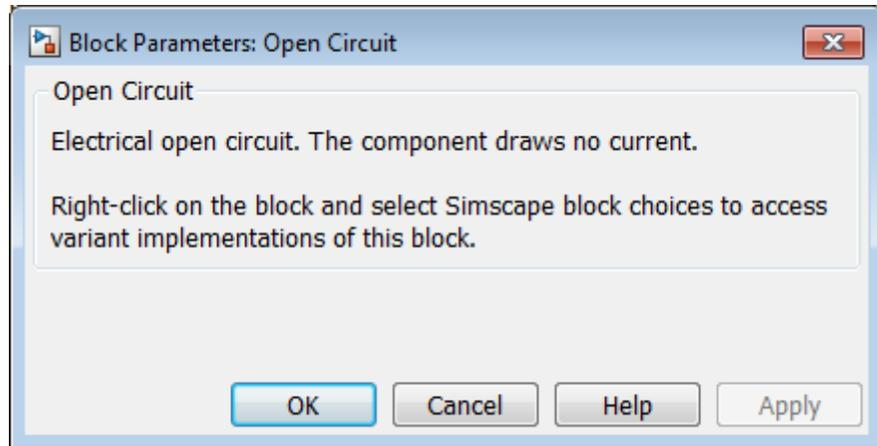 Block Parameters: Open Circuit
Open Circuit
Electrical open circuit. The component draws no current.
Right-click on the block and select Simscape block choices to access
variant implementations of this block.
OK
Cancel
Help
Apply